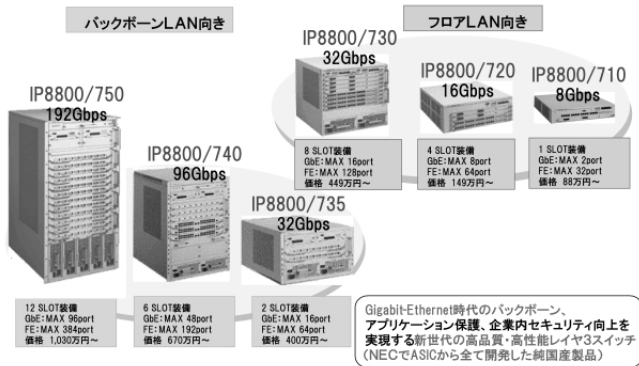 バックボーンLAN向き
フロアLAN向き
IP8800/750
192Gbps
IP8800/740
96Gbps
IP8800/735
32Gbps
IP8800/730
32Gbps
IP8800/720
16Gbps
IP8800/710
8Gbps
8 SLOT装備
GbE:MAX 16port
FE:MAX 128port
価格 449万円~
4 SLOT装備
GbE:MAX 8port
FE:MAX 64port
価格 149万円~
1 SLOT装備
GbE:MAX 2port
FE:MAX 32port
価格 88万円~
12 SLOT装備
GbE:MAX 96port
FE:MAX 384port
価格 1,030万円~
6 SLOT装備
GbE:MAX 48port
FE:MAX 192port
価格 670万円~
2 SLOT装備
GbE:MAX 16port
FE:MAX 64port
価格 400万円~
Gigabit-Ethernet時代のバックボーン、
アプリケーション保護、企業内セキュリティ向上を
実現する新世代の高品質・高性能レイヤ3スイッチ
(NECでASICから全て開発した純国産製品)